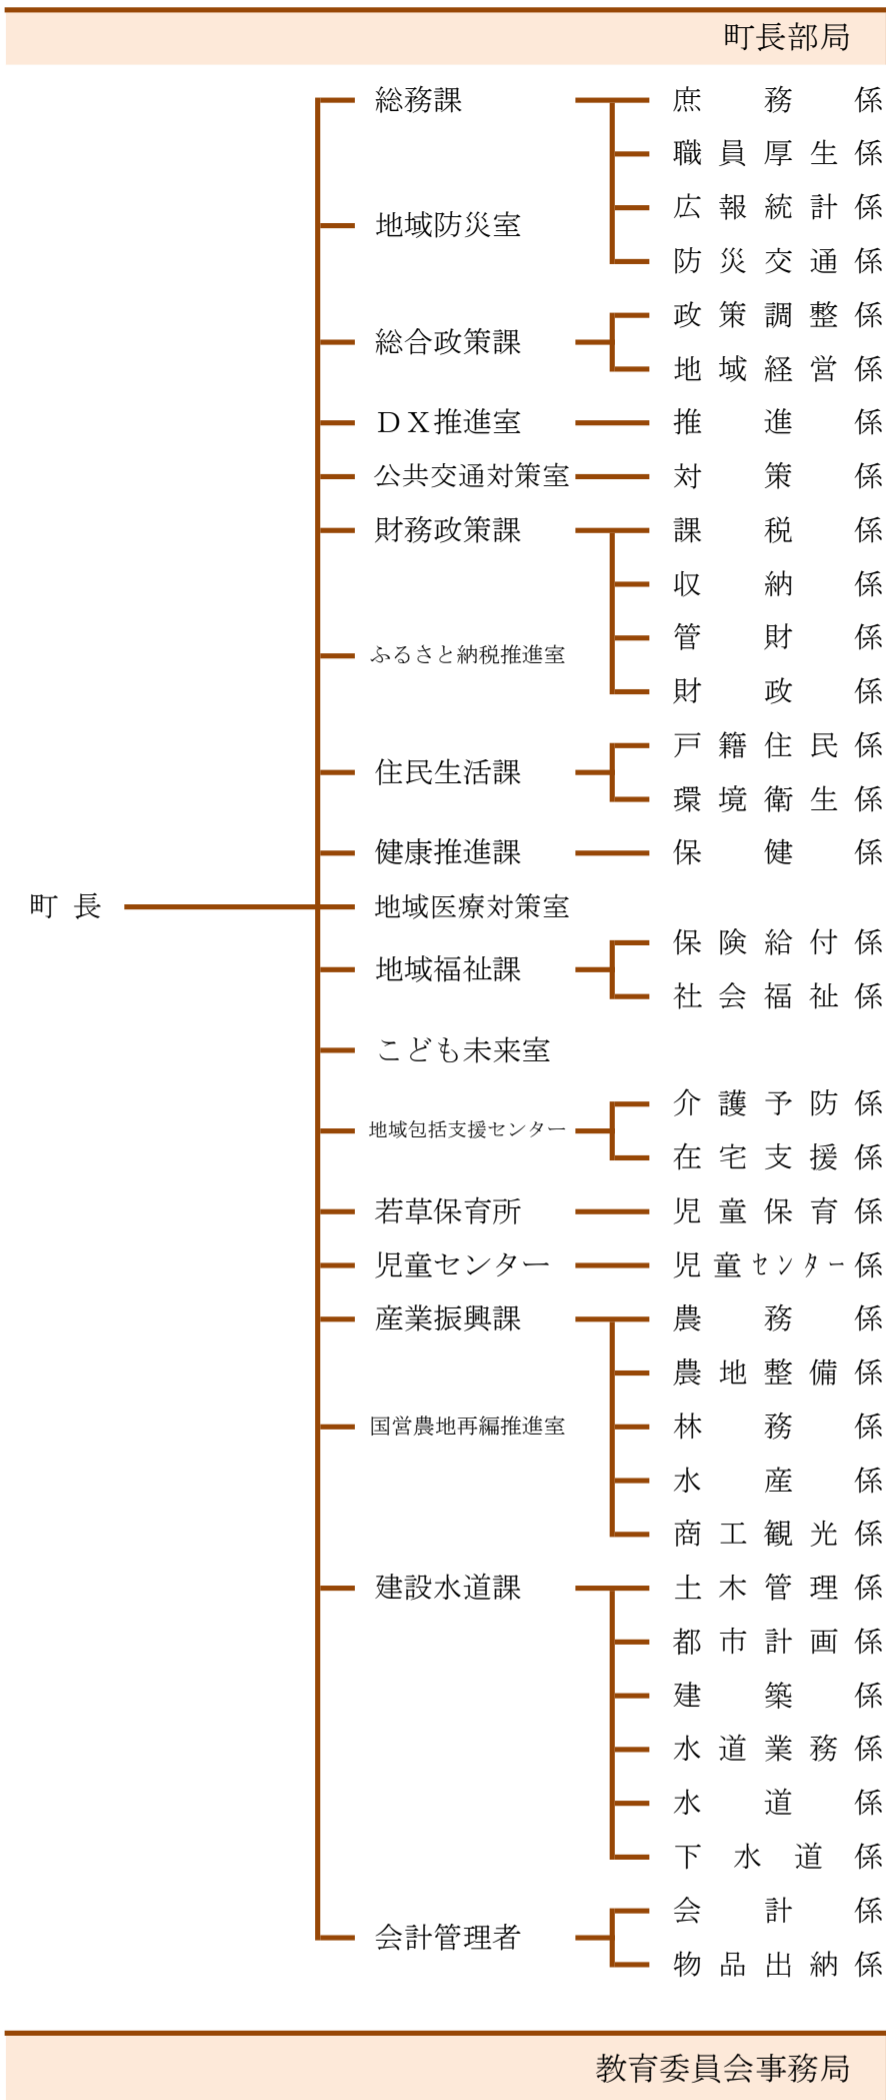 町長部局
総務課 庶務係
職員厚生係
地域防災室 広報統計係
防災交通係
総合政策課 政策調整係
地域経営係
ＤＸ推進室 推進係
公共交通対策室 対策係
財務政策課 課税係
収納係
ふるさと納税推進室 管財係
財政係
住民生活課 戸籍住民係
環境衛生係
健康推進課 保健係
町長 地域医療対策室
地域福祉課 保険給付係
社会福祉係
こども未来室
地域包括支援センター 介護予防係
在宅支援係
若草保育所 児童保育係
児童センター 児童センター係
産業振興課 農務係
農地整備係
国営農地再編推進室 林務係
水産係
商工観光係
建設水道課 土木管理係
都市計画係
建築係
水道業務係
水道係
下水道係
会計管理者 会計係
物品出納係
教育委員会事務局